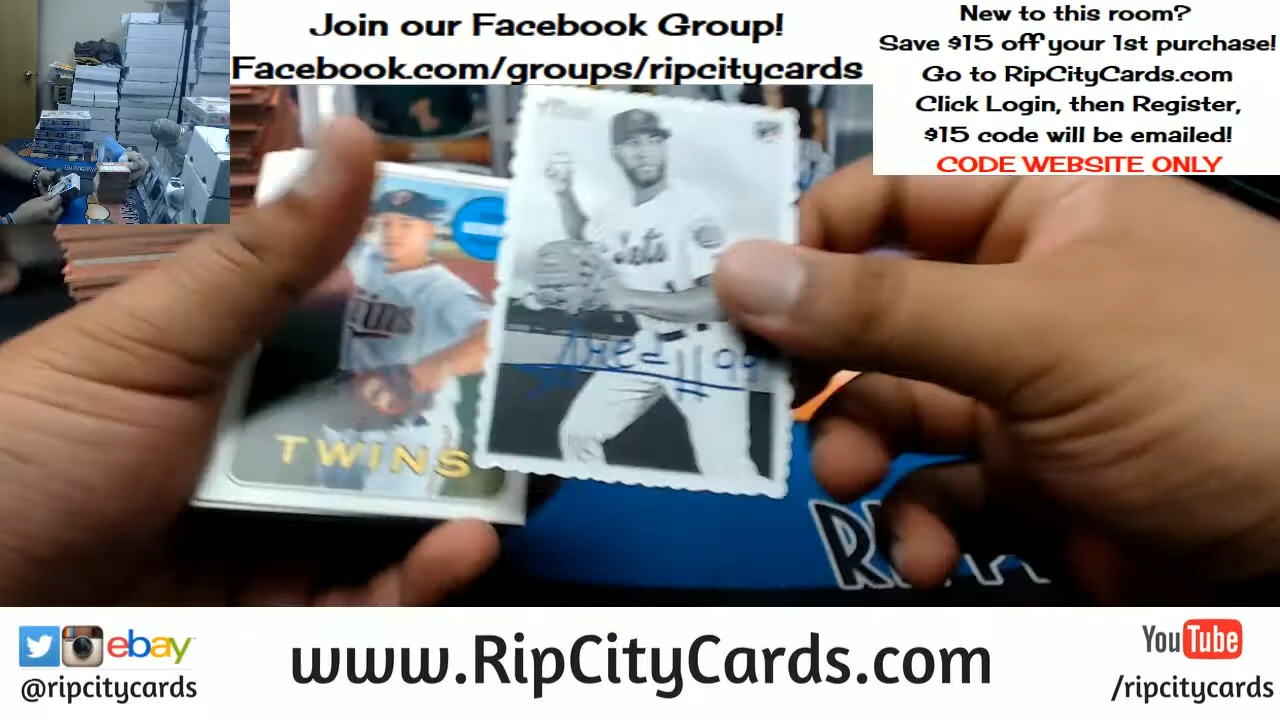 Join our Facebook Group!
Facebook.com/groups/ripcitycards
New to this room?
Save $15 off your 1st purchase!
Go to RipCityCards.com
Click Login, then Register,
$15 code will be emailed!
CODE WEBSITE ONLY
Mets
TWINS
ebay
@ripcitycards
www.RipCityCards.com
YouTube
/ripcitycards